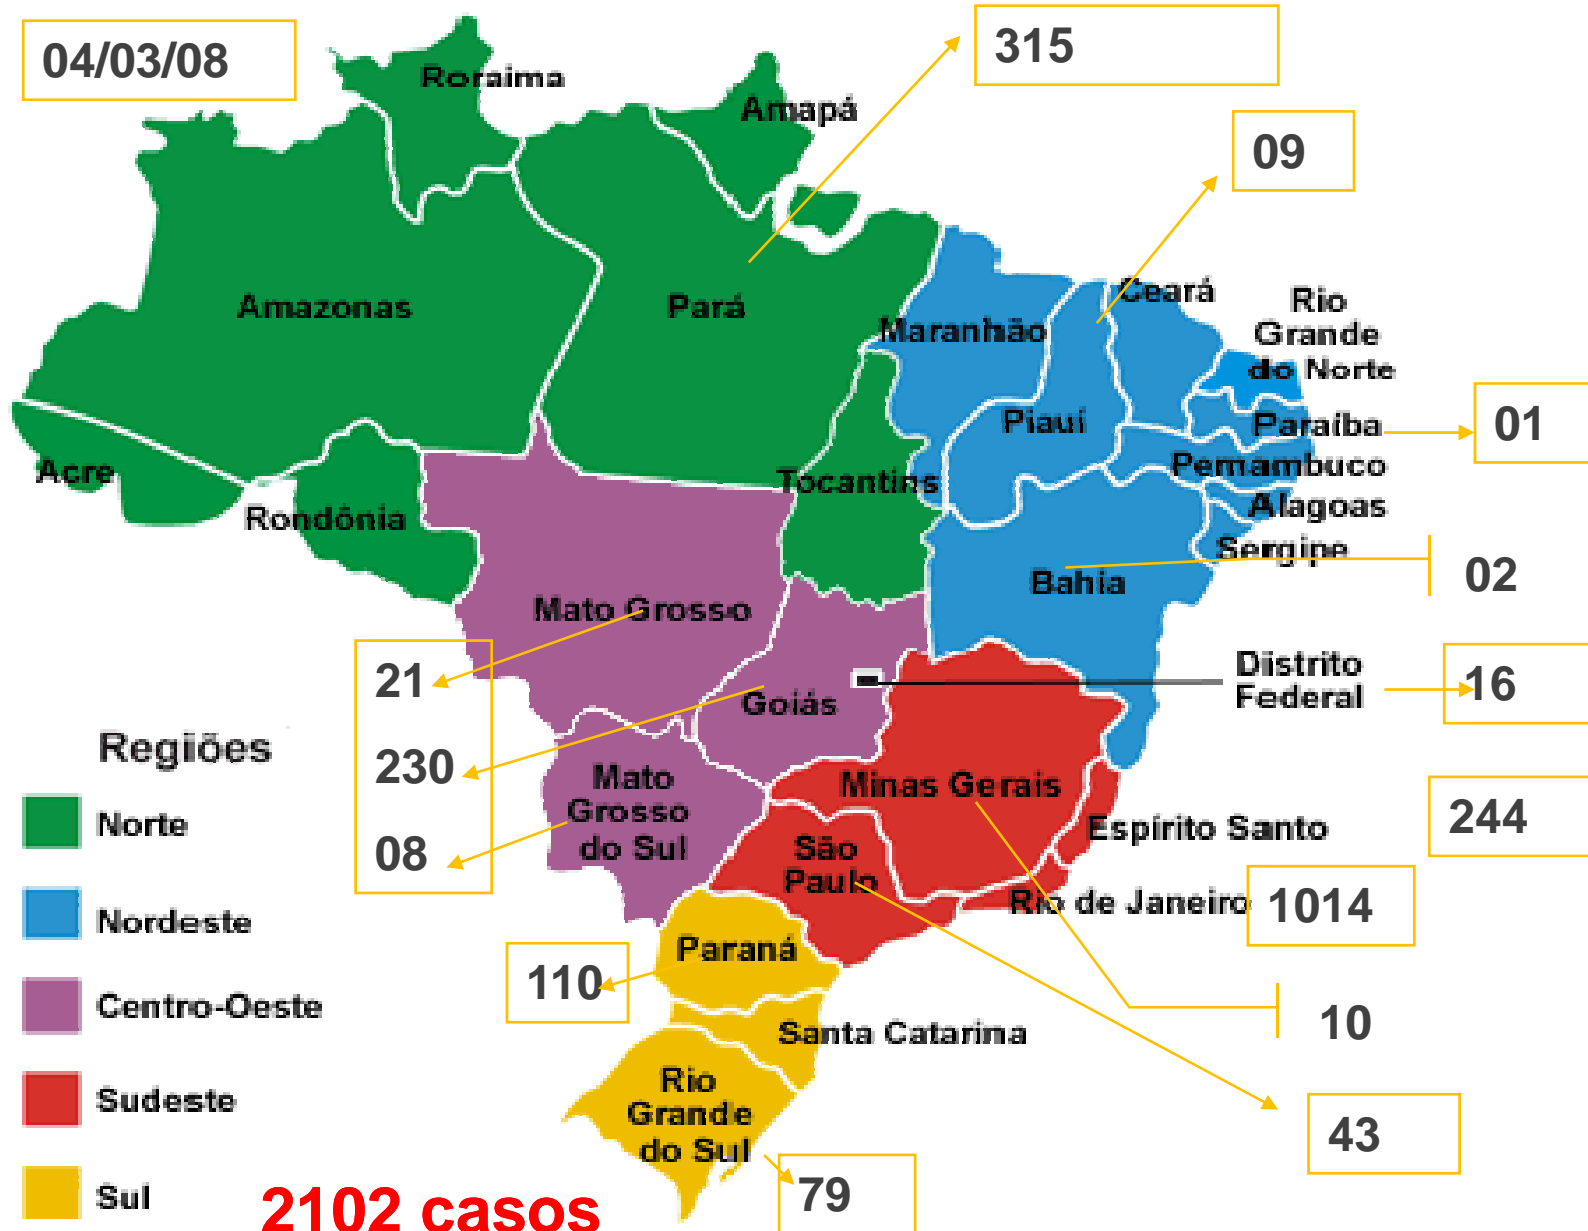 04/03/08
315
Roraima
Amapá
09
Amazonas
Pará
Maranhão
Ceará
Rio
Grande
do Norte
Piauí
Paraíba
01
Acre
Rondônia
Tocantins
Pernambuco
Alagoas
Sergipe
Bahia
02
Mato Grosso
21
Goiás
Distrito
Federal
16
230
08
Mato
Grosso
do Sul
Minas Gerais
Espírito Santo
244
São
Paulo
Rio de Janeiro
1014
Paraná
110
Santa Catarina
10
Rio
Grande
do Sul
43
79
Regiões
Norte
Nordeste
Centro-Oeste
Sudeste
Sul
2102 casos